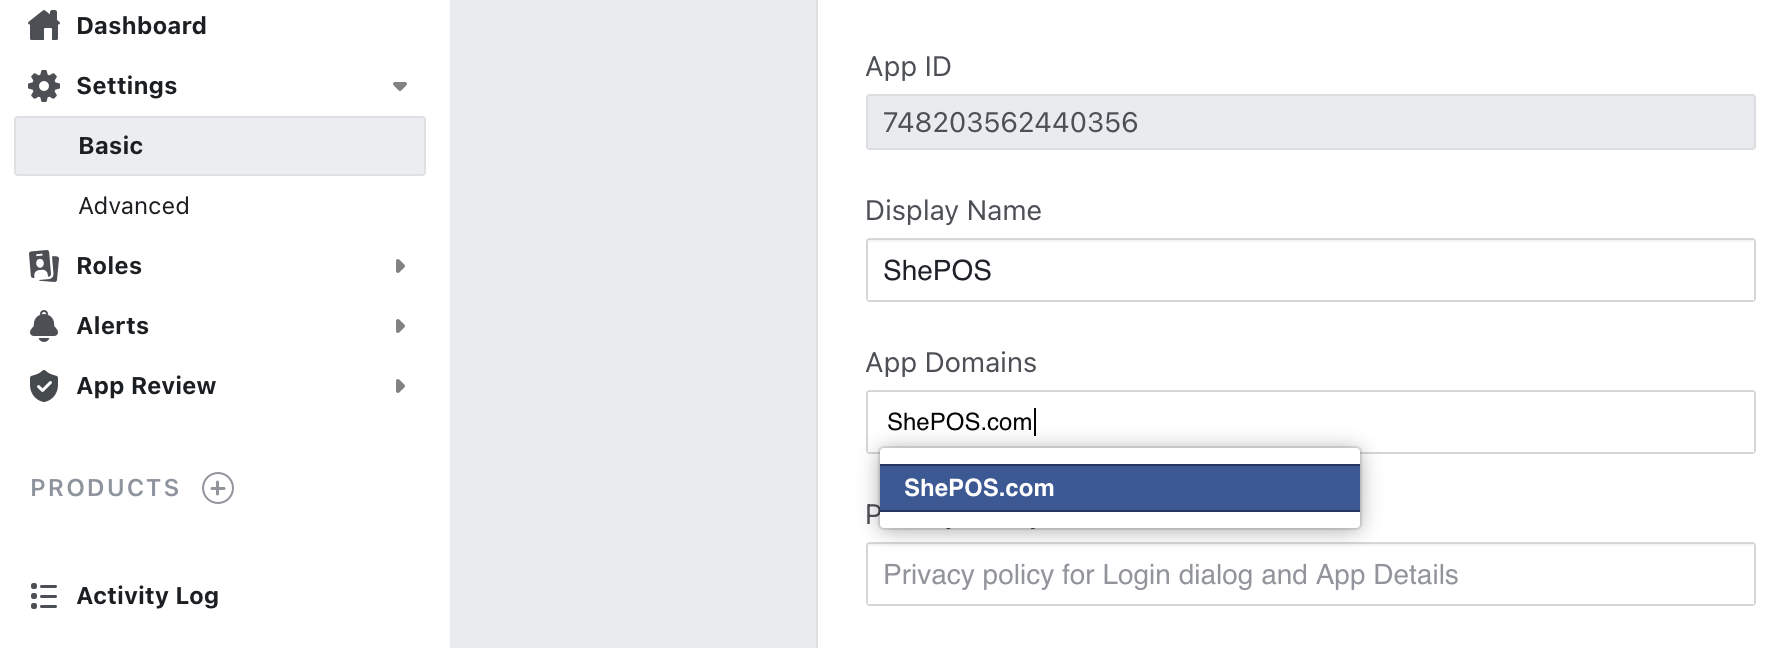 Dashboard
Settings
Basic
Advanced
Roles
Alerts
App Review
PRODUCTS
Activity Log
App ID
748203562440356
Display Name
ShePOS
App Domains
ShePOS.com
ShePOS.com
Privacy policy for Login dialog and App Details